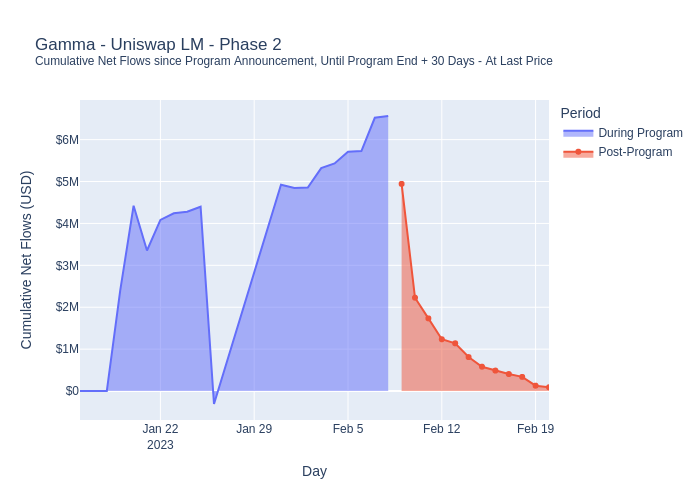 Gamma - Uniswap LM - Phase 2
Cumulative Net Flows since Program Announcement, Until Program End + 30 Days - At Last Price
Period
During Program
Post-Program
Cumulative Net Flows (USD)
$6M
$5M
$4M
$3M
$2M
$1M
$0
Jan 22
2023
Jan 29
Feb 5
Feb 12
Feb 19
Day